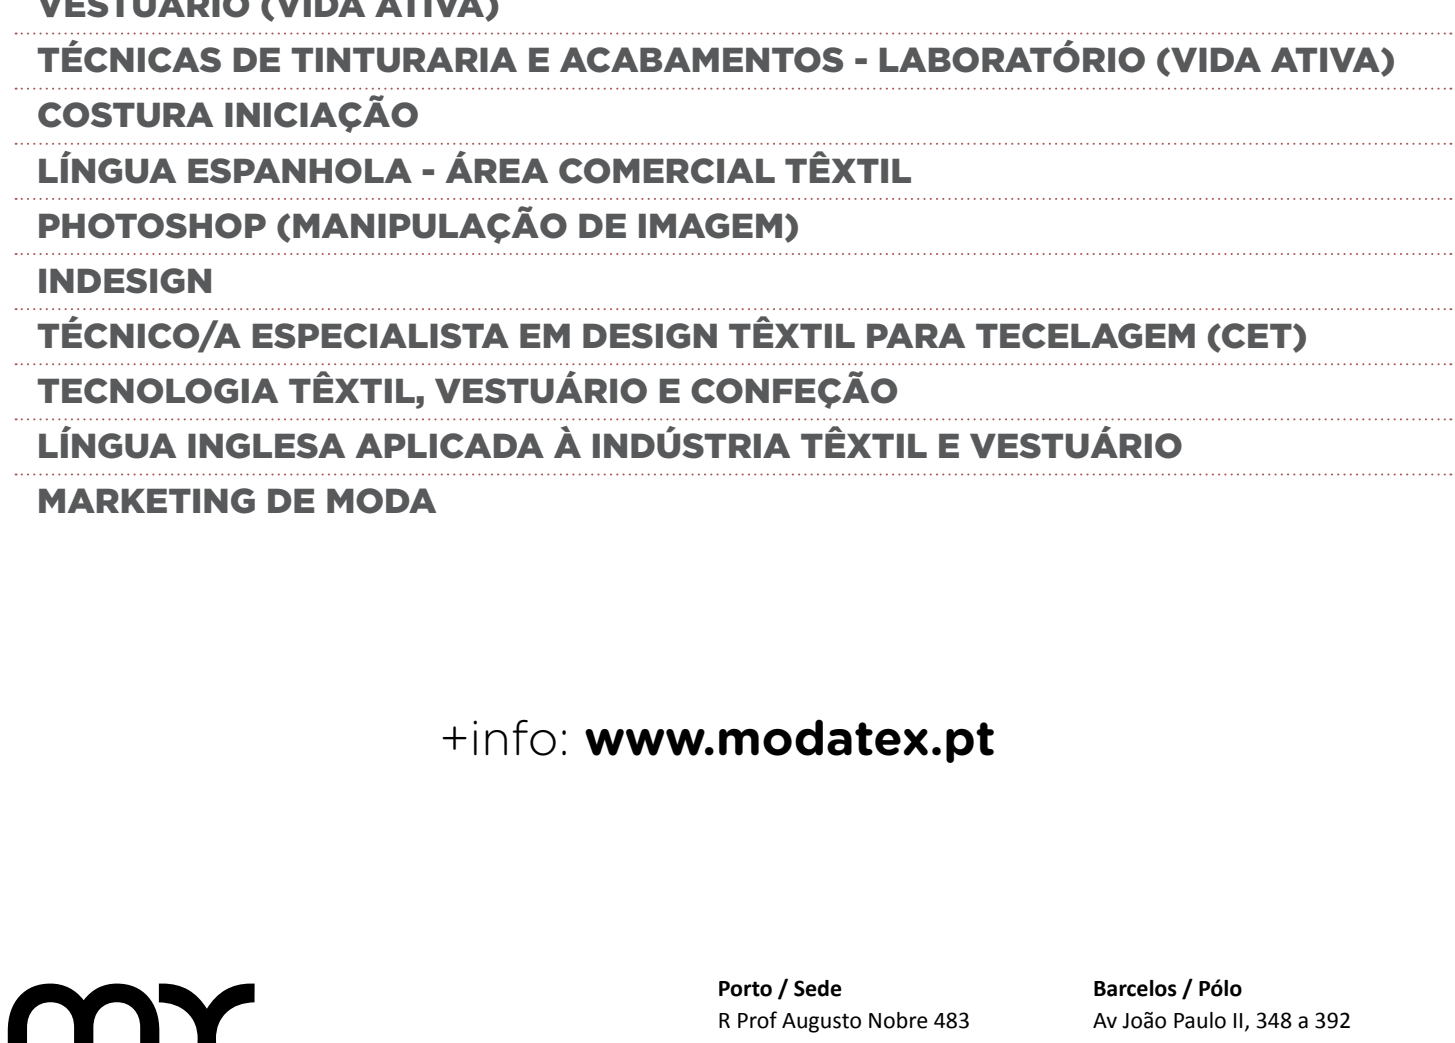 VESTUÁRIO (VIDA ATIVA)
TÉCNICAS DE TINTURARIA E ACABAMENTOS - LABORATÓRIO (VIDA ATIVA)
COSTURA INICIAÇÃO
LÍNGUA ESPANHOLA - ÁREA COMERCIAL TÊXTIL
PHOTOSHOP (MANIPULAÇÃO DE IMAGEM)
INDESIGN
TÉCNICO/A ESPECIALISTA EM DESIGN TÊXTIL PARA TECELAGEM (CET)
TECNOLOGIA TÊXTIL, VESTUÁRIO E CONFEÇÃO
LÍNGUA INGLESA APLICADA À INDÚSTRIA TÊXTIL E VESTUÁRIO
MARKETING DE MODA
+info: www.modatex.pt
Porto / Sede
R Prof Augusto Nobre 483
Barcelos / Pólo
Av João Paulo II, 348 a 392